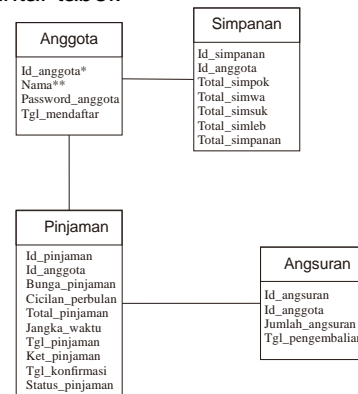 Anggota
Id_anggota*
Nama**
Password_anggota
Tgl_mendaftar
Simpanan
Id_simpanan
Id_anggota
Total_simpok
Total_simwa
Total_simsuk
Total_simleb
Total_simpanan
Pinjaman
Id_pinjaman
Id_anggota
Bunga_pinjaman
Cicilan_perbulan
Total_pinjaman
Jangka_waktu
Tgl_pinjaman
Ket_pinjaman
Tgl_konfirmasi
Status_pinjaman
Angsuran
Id_angsuran
Id_anggota
Jumlah_angsuran
Tgl_pengembalian